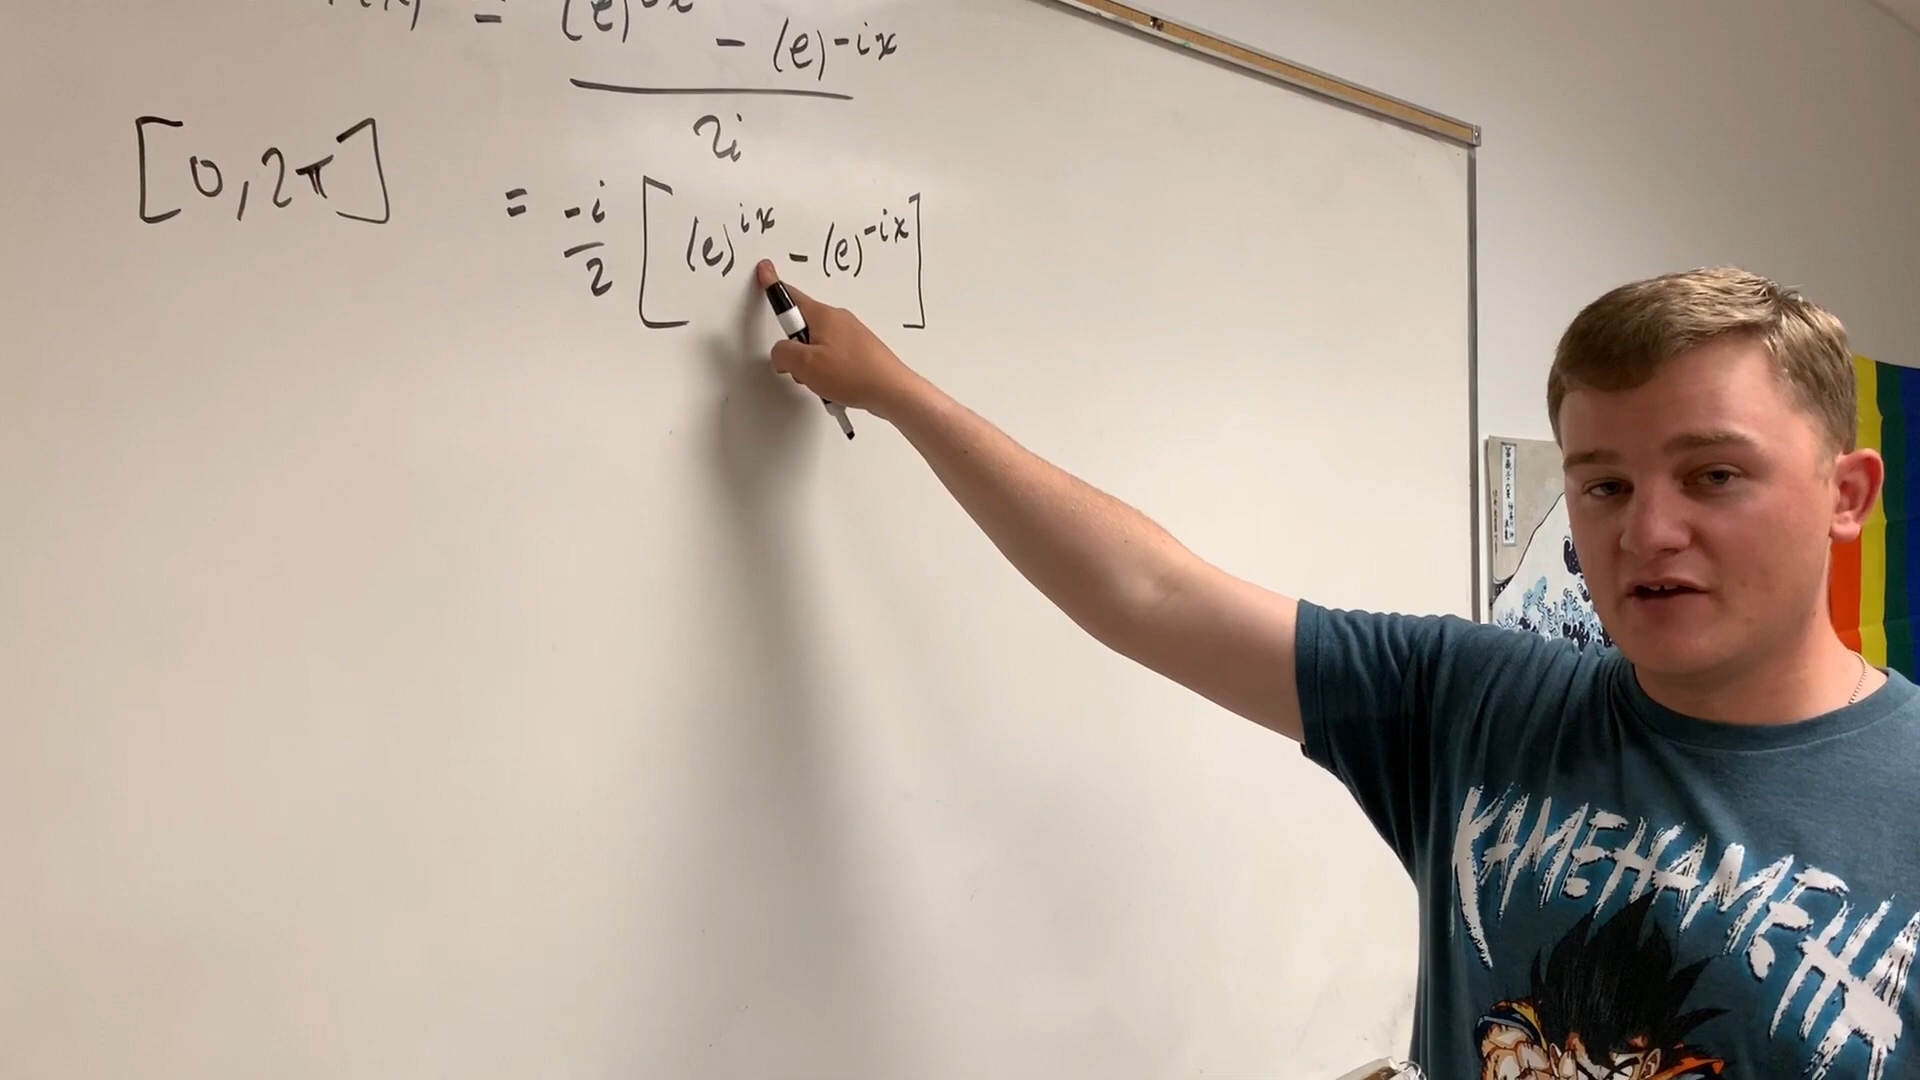 (x) = (e)^ix - (e)^-ix
2i
[0, 2π]
= -i/2 [(e)^ix - (e)^-ix]
KAMEHAMEHA